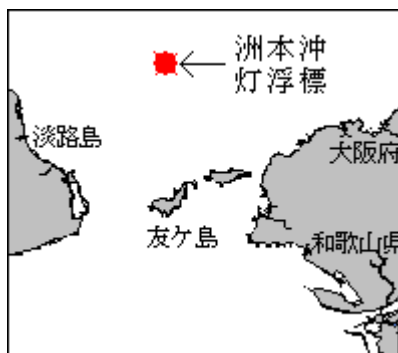 洲本沖
灯浮標
淡路島
大阪府
友ケ島
和歌山県